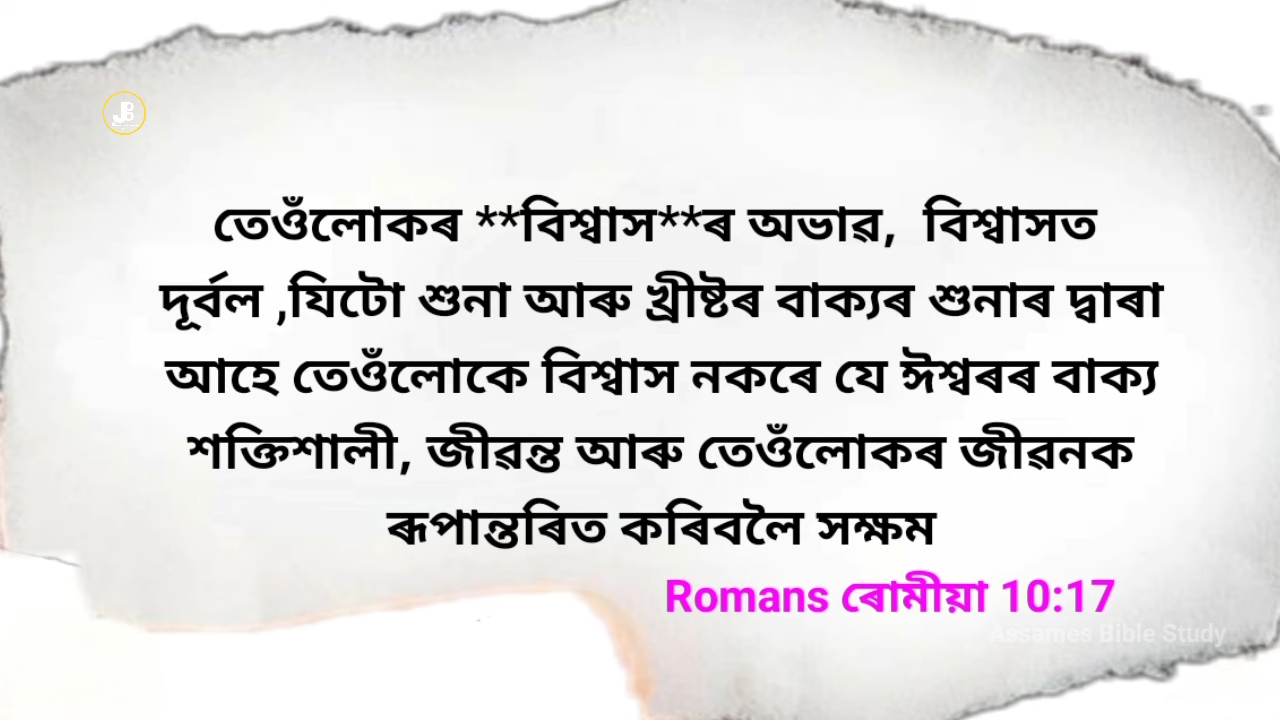 তেওঁলোকৰ **বিশ্বাস**ৰ অভাৱ, বিশ্বাসত
দূৰ্বল ,যিটো শুনা আৰু খ্ৰীষ্টৰ বাক্যৰ শুনাৰ দ্বাৰা
আহে তেওঁলোকে বিশ্বাস নকৰে যে ঈশ্বৰৰ বাক্য
শক্তিশালী, জীৱন্ত আৰু তেওঁলোকৰ জীৱনক
ৰূপান্তৰিত কৰিবলৈ সক্ষম
Romans ৰোমীয়া 10:17
Assames Bible Study